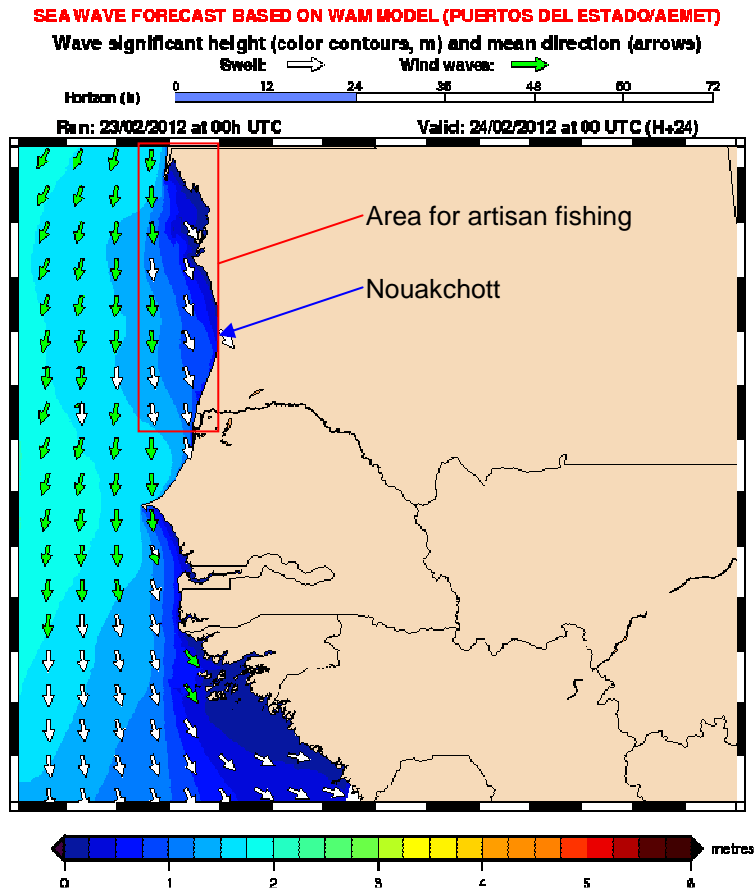 SEA WAVE FORECAST BASED ON WAM MODEL (PUERTOS DEL ESTADO/AEMET)
Wave significant height (color contours, m) and mean direction (arrows)
Swell: Wind waves:
Horizon (h) 0 12 24 36 48 60 72
Run: 23/02/2012 at 00h UTC Valid: 24/02/2012 at 00 UTC (H+24)
Area for artisan fishing
Nouakchott
metres
0 1 2 3 4 5 6